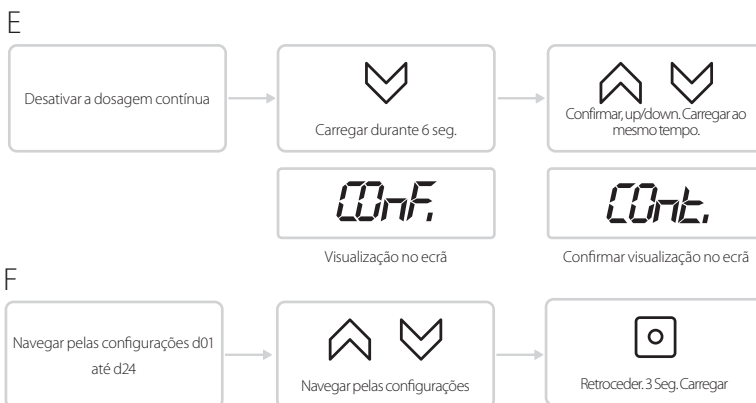 E
Desativar a dosagem contínua
Carregar durante 6 seg.
Confirmar, up/down. Carregar ao
mesmo tempo.
COnF.
COnt.
Visualização no ecrã
Confirmar visualização no ecrã
F
Navegar pelas configurações d01
até d24
Navegar pelas configurações
Retroceder. 3 Seg. Carregar